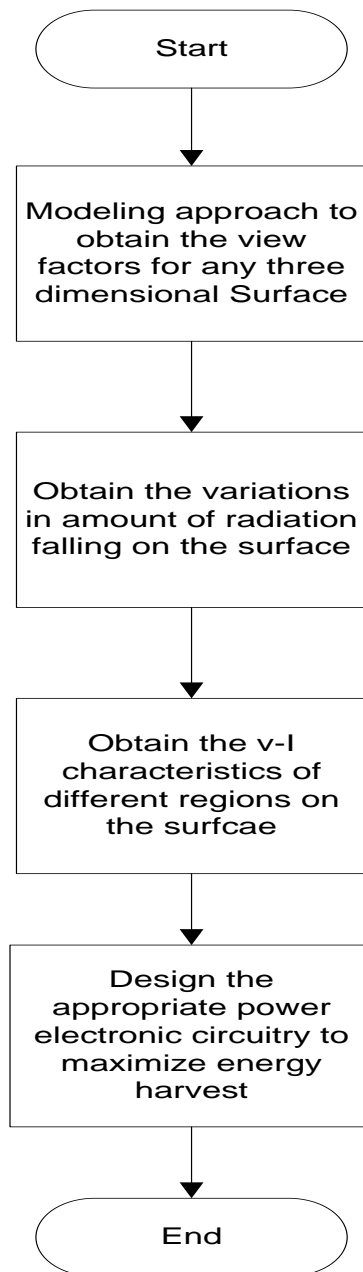 Start
Modeling approach to
obtain the view
factors for any three
dimensional Surface
Obtain the variations
in amount of radiation
falling on the surface
Obtain the v-I
characteristics of
different regions on
the surfcae
Design the
appropriate power
electronic circuitry to
maximize energy
harvest
End